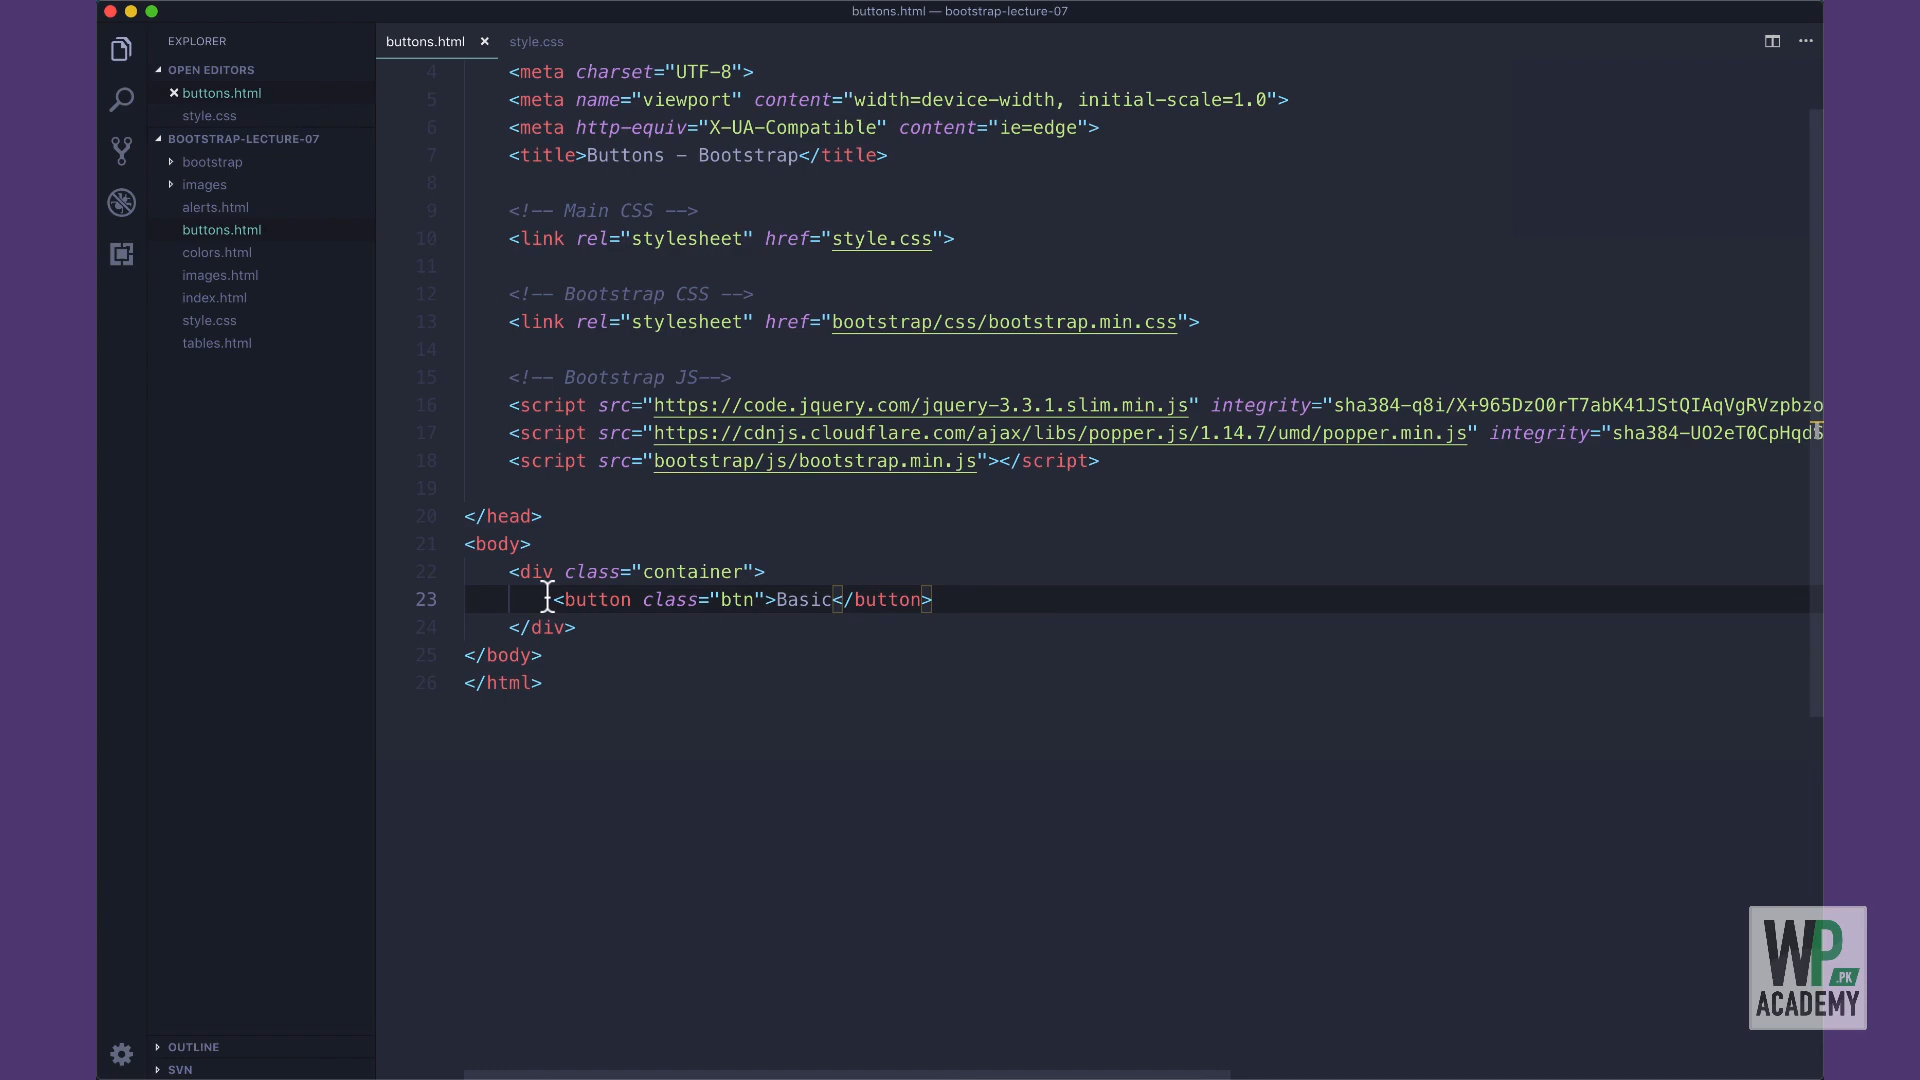 buttons.html — bootstrap-lecture-07
EXPLORER
OPEN EDITORS
buttons.html
style.css
BOOTSTRAP-LECTURE-07
bootstrap
images
alerts.html
buttons.html
colors.html
images.html
index.html
style.css
tables.html
OUTLINE
SVN
buttons.html
style.css
4 <meta charset="UTF-8">
5 <meta name="viewport" content="width=device-width, initial-scale=1.0">
6 <meta http-equiv="X-UA-Compatible" content="ie=edge">
7 <title>Buttons – Bootstrap</title>
8
9 <!-- Main CSS -->
10 <link rel="stylesheet" href="style.css">
11
12 <!-- Bootstrap CSS -->
13 <link rel="stylesheet" href="bootstrap/css/bootstrap.min.css">
14
15 <!-- Bootstrap JS-->
16 <script src="https://code.jquery.com/jquery-3.3.1.slim.min.js" integrity="sha384-q8i/X+965DzO0rT7abK41JStQIAqVgRVzpbzo
17 <script src="https://cdnjs.cloudflare.com/ajax/libs/popper.js/1.14.7/umd/popper.min.js" integrity="sha384-UO2eT0CpHqdS
18 <script src="bootstrap/js/bootstrap.min.js"></script>
19
20 </head>
21 <body>
22 <div class="container">
23 <button class="btn">Basic</button>
24 </div>
25 </body>
26 </html>
WP
.PK
ACADEMY